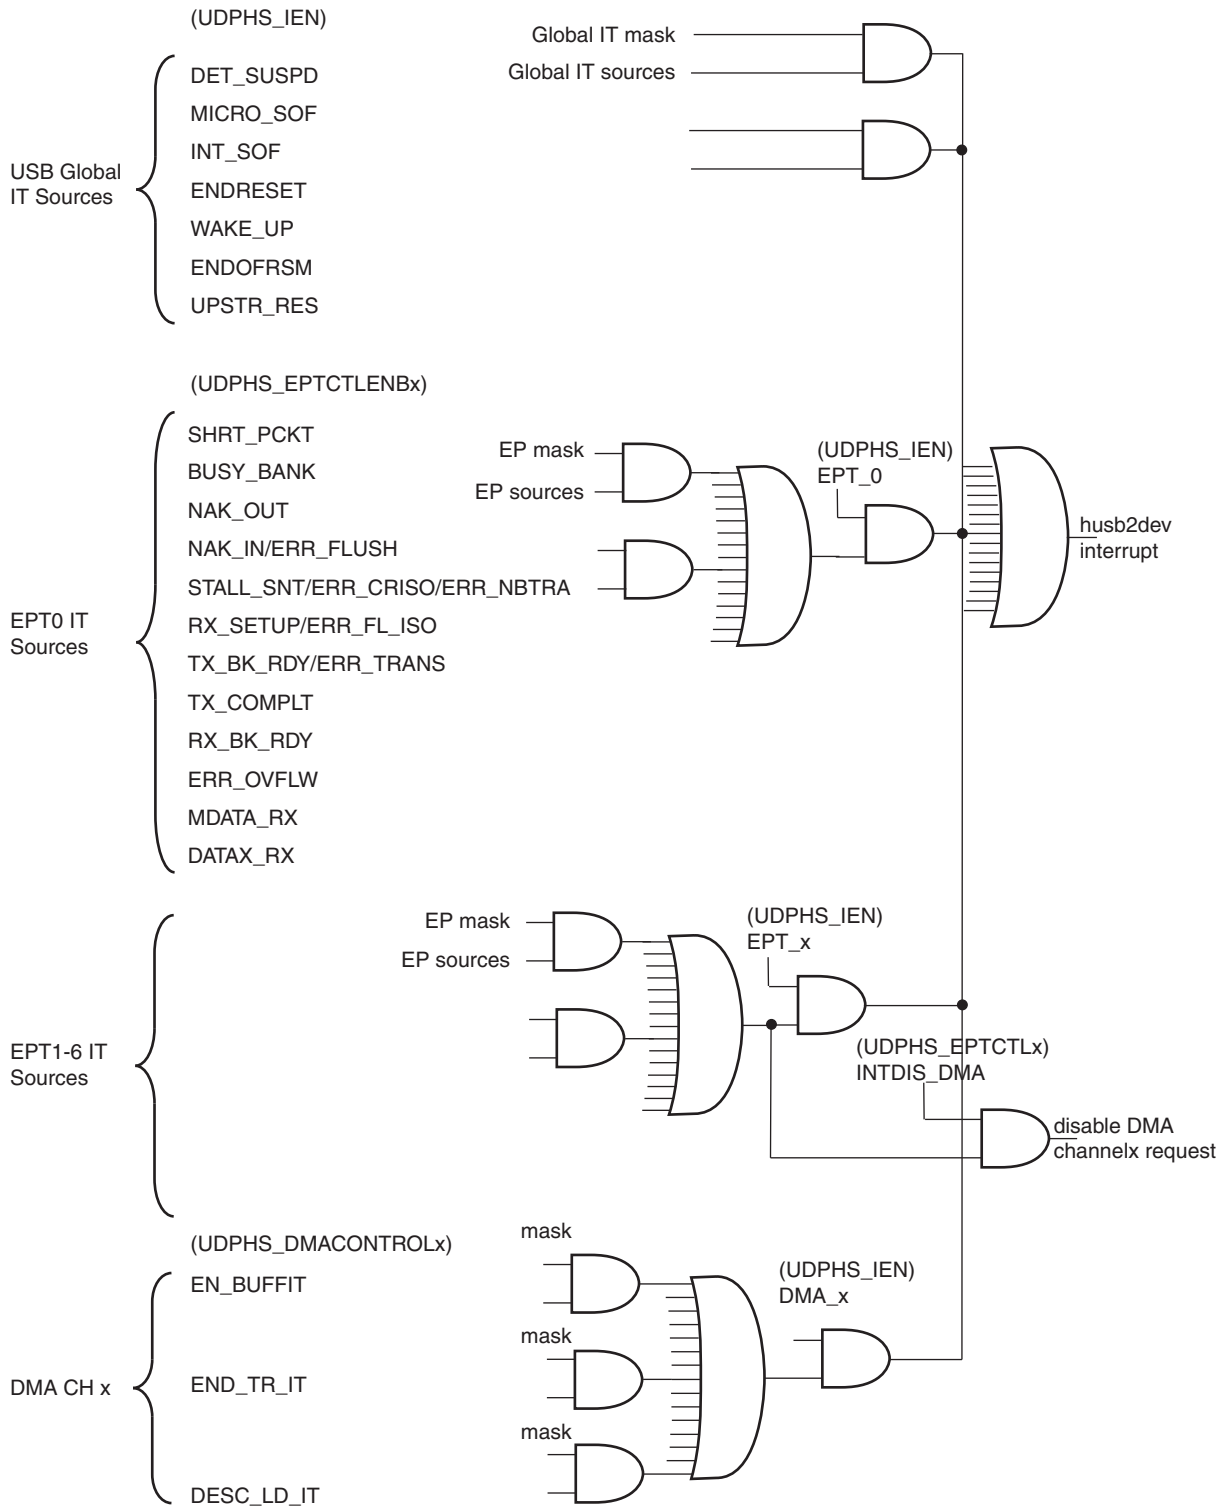 (UDPHS_IEN)
Global IT mask
Global IT sources
DET_SUSPD
MICRO_SOF
INT_SOF
ENDRESET
WAKE_UP
ENDOFRSM
UPSTR_RES
USB Global
IT Sources
(UDPHS_EPTCTLENBx)
SHRT_PCKT
BUSY_BANK
NAK_OUT
NAK_IN/ERR_FLUSH
STALL_SNT/ERR_CRISO/ERR_NBTRA
RX_SETUP/ERR_FL_ISO
TX_BK_RDY/ERR_TRANS
TX_COMPLT
RX_BK_RDY
ERR_OVFLW
MDATA_RX
DATAX_RX
EPT0 IT
Sources
EP mask
EP sources
(UDPHS_IEN)
EPT_0
husb2dev
interrupt
EPT1-6 IT
Sources
EP mask
EP sources
(UDPHS_IEN)
EPT_x
(UDPHS_EPTCTLx)
INTDIS_DMA
disable DMA
channelx request
(UDPHS_DMACONTROLx)
EN_BUFFIT
END_TR_IT
DESC_LD_IT
DMA CH x
mask
mask
mask
(UDPHS_IEN)
DMA_x